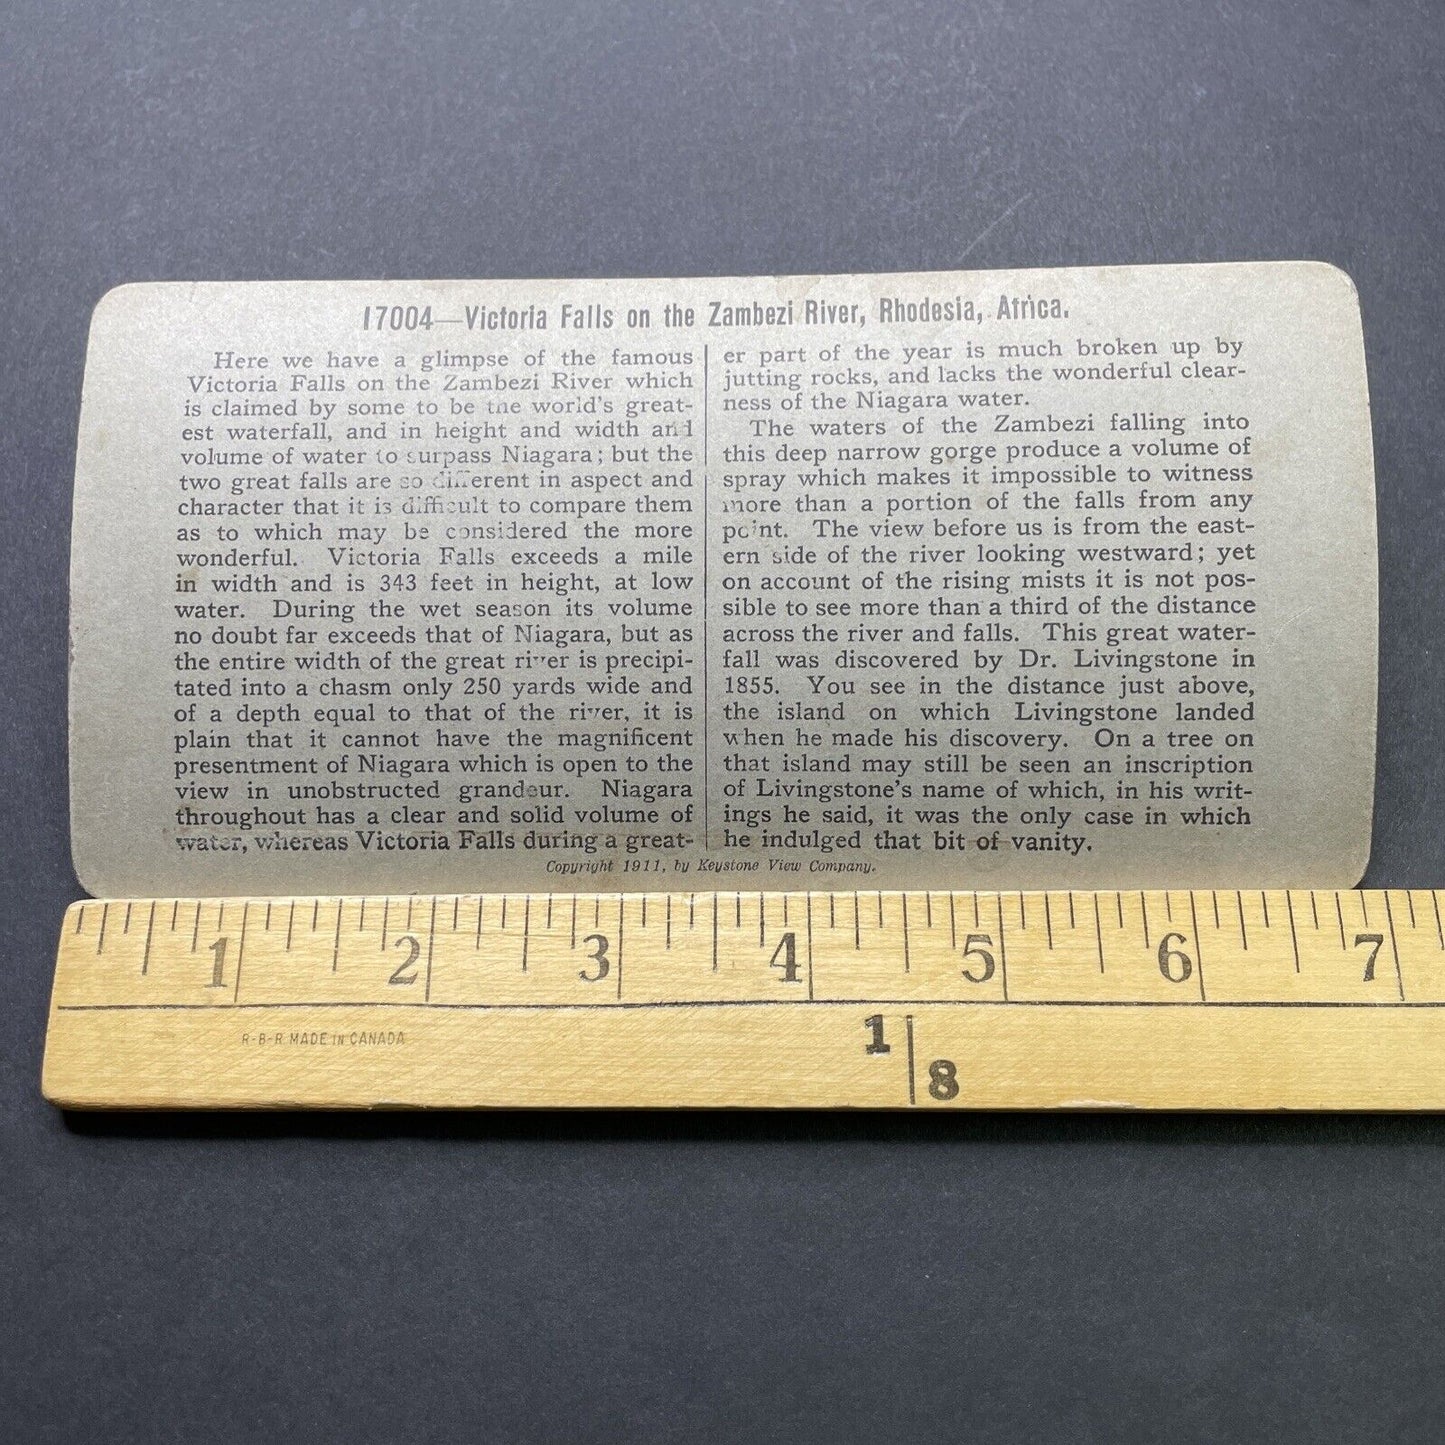 17004—Victoria Falls on the Zambezi River, Rhodesia, Africa.
Here we have a glimpse of the famous
Victoria Falls on the Zambezi River which
is claimed by some to be the world's great-
est waterfall, and in height and width and
volume of water to surpass Niagara; but the
two great falls are so different in aspect and
character that it is difficult to compare them
as to which may be considered the more
wonderful. Victoria Falls exceeds a mile
in width and is 343 feet in height, at low
water. During the wet season its volume
no doubt far exceeds that of Niagara, but as
the entire width of the great river is precipi-
tated into a chasm only 250 yards wide and
of a depth equal to that of the river, it is
plain that it cannot have the magnificent
presentment of Niagara which is open to the
view in unobstructed grandeur. Niagara
throughout has a clear and solid volume of
water, whereas Victoria Falls during a great-
er part of the year is much broken up by
jutting rocks, and lacks the wonderful clear-
ness of the Niagara water.
The waters of the Zambezi falling into
this deep narrow gorge produce a volume of
spray which makes it impossible to witness
more than a portion of the falls from any
point. The view before us is from the east-
ern side of the river looking westward; yet
on account of the rising mists it is not pos-
sible to see more than a third of the distance
across the river and falls. This great water-
fall was discovered by Dr. Livingstone in
1855. You see in the distance just above,
the island on which Livingstone landed
when he made his discovery. On a tree on
that island may still be seen an inscription
of Livingstone's name of which, in his writ-
ings he said, it was the only case in which
he indulged that bit of vanity.
Copyright 1911, by Keystone View Company.
1 2 3 4 5 6 7
R-B-R MADE IN CANADA
1
8